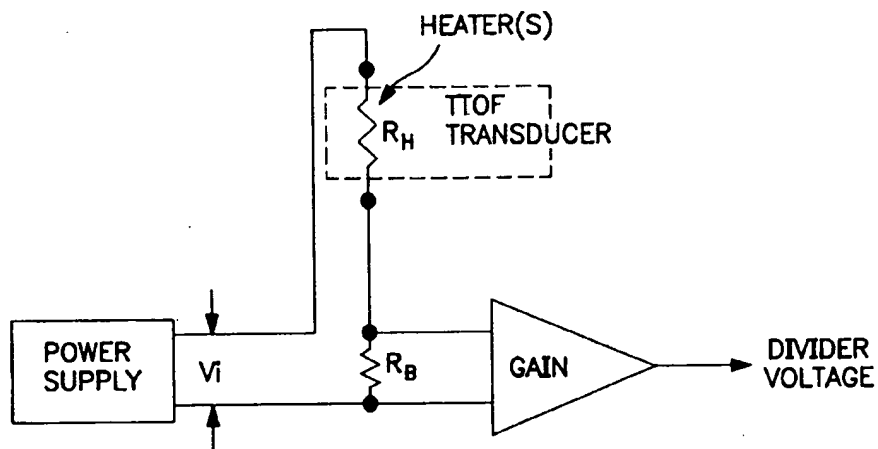 HEATER(S)
TTOF
TRANSDUCER
R_H
POWER
SUPPLY
Vi
R_B
GAIN
DIVIDER
VOLTAGE